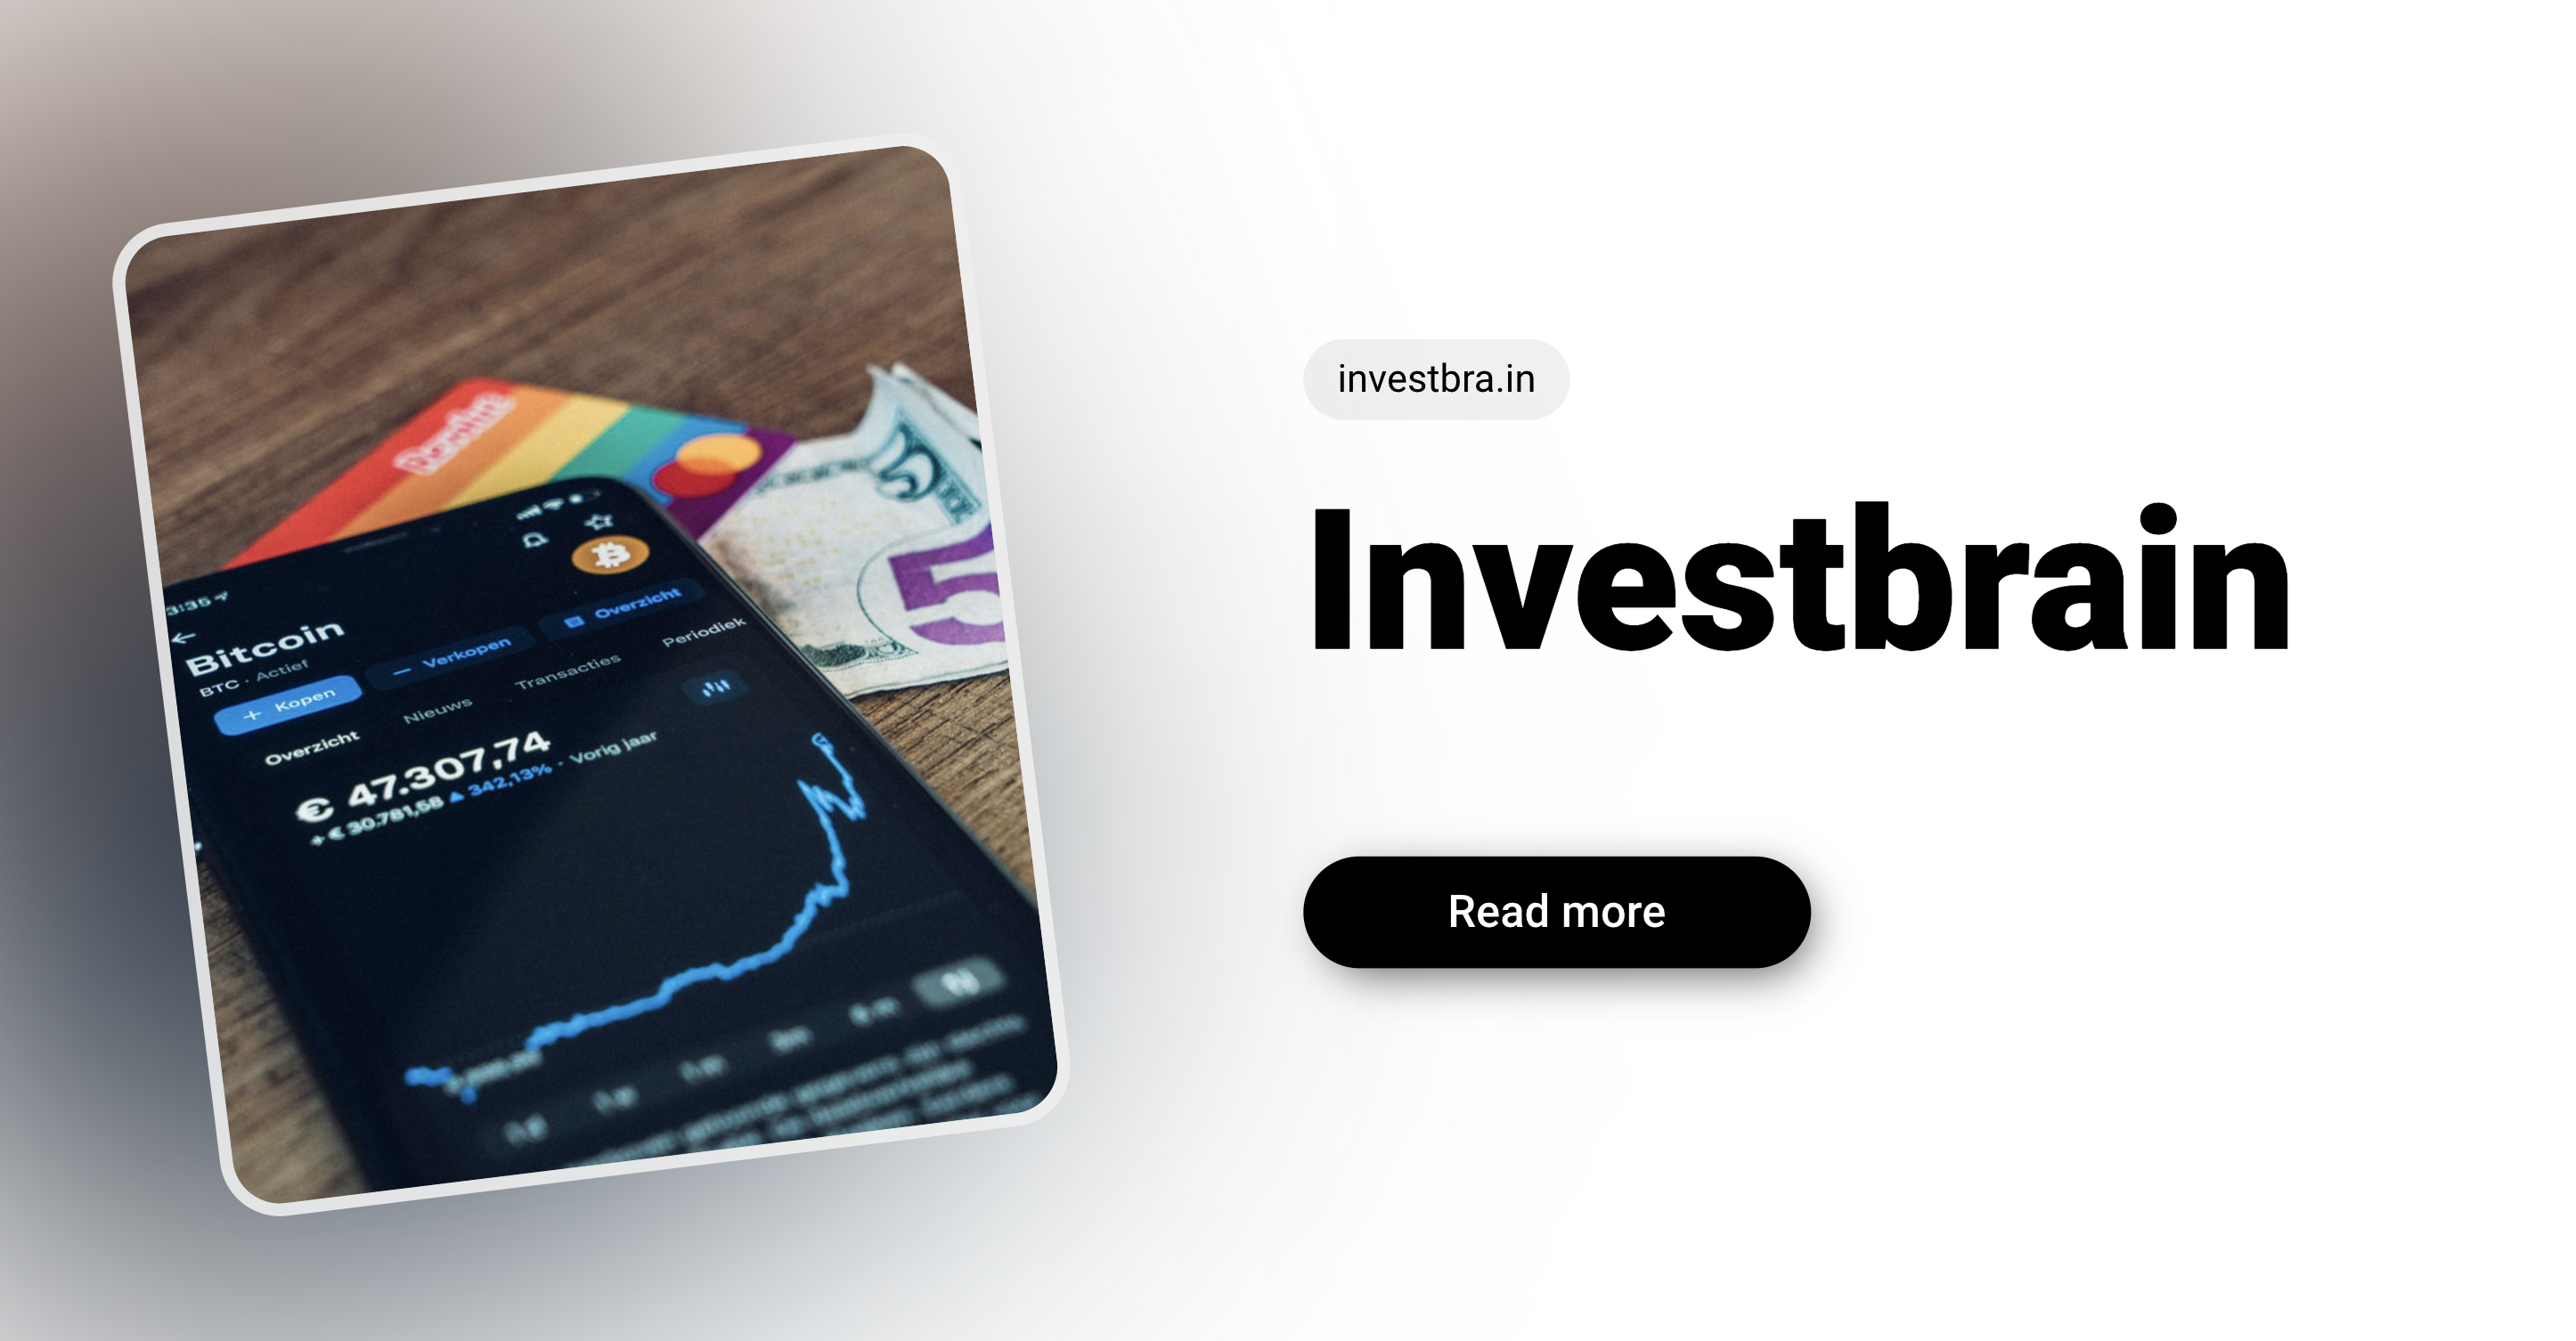 investbra.in
Investbrain
Read more
3:35
Bitcoin
BTC · Actief
+ Kopen
— Verkopen
Overzicht
Overzicht
Nieuws
Transacties
Periodiek
€ 47.307,74
+ € 30.781,58 ▲ 342,13% · Vorig jaar
5